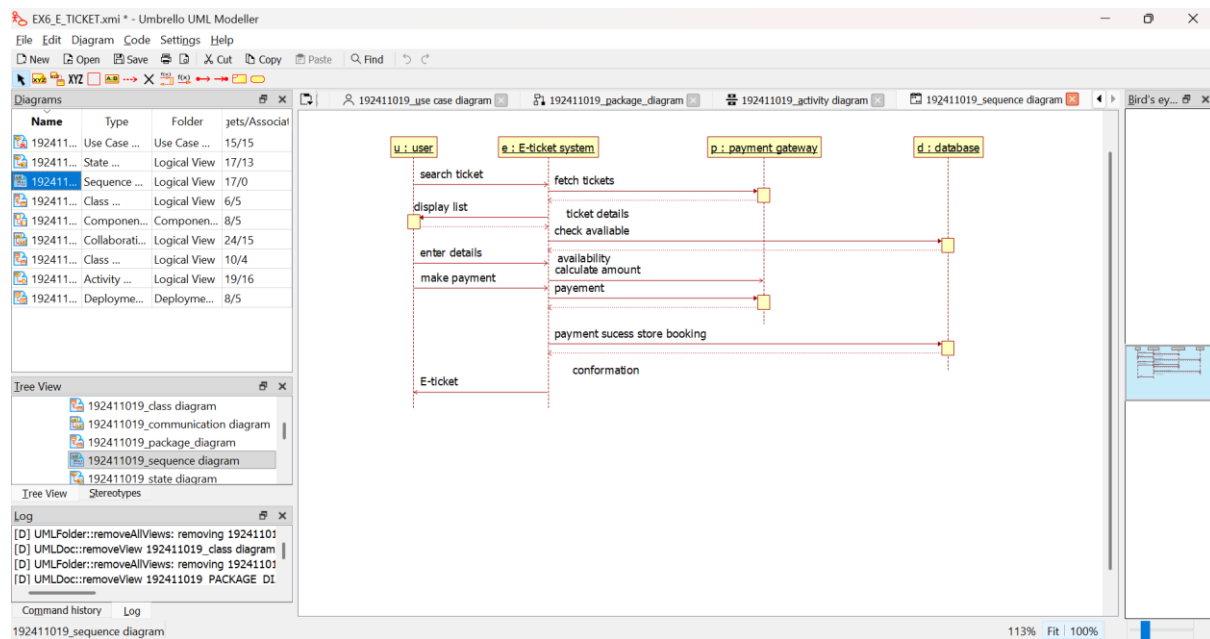 EX6_E_TICKET.xmi * - Umbrello UML Modeller
File Edit Diagram Code Settings Help
New Open Save Cut Copy Paste Find
XYZ XYZ A.B f(x) f(x)
Diagrams
192411019_use case diagram 192411019_package_diagram 192411019_activity diagram 192411019_sequence diagram
Bird's ey...
Name Type Folder gets/Associat
192411... Use Case ... Use Case ... 15/15
192411... State ... Logical View 17/13
192411... Sequence ... Logical View 17/0
192411... Class ... Logical View 6/5
192411... Componen... Componen... 8/5
192411... Collaborati... Logical View 24/15
192411... Class ... Logical View 10/4
192411... Activity ... Logical View 19/16
192411... Deployme... Deployme... 8/5
u : user e : E-ticket system p : payment gateway d : database
search ticket
fetch tickets
display list
ticket details
check avaliable
enter details
availability
calculate amount
make payment
payement
payment sucess store booking
conformation
E-ticket
Tree View
192411019_class diagram
192411019_communication diagram
192411019_package_diagram
192411019_sequence diagram
192411019_state diagram
Tree View Stereotypes
Log
[D] UMLFolder::removeAllViews: removing 19241101
[D] UMLDoc::removeView 192411019_class diagram
[D] UMLFolder::removeAllViews: removing 19241101
[D] UMLDoc::removeView 192411019 PACKAGE DI
Command history Log
192411019_sequence diagram
113% Fit 100%